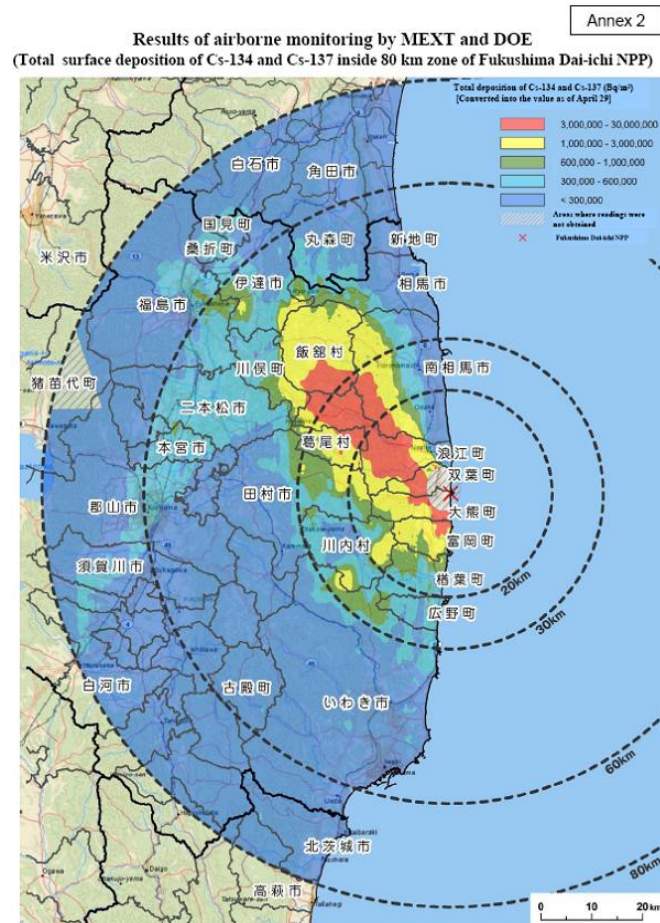 Annex 2
Results of airborne monitoring by MEXT and DOE
(Total surface deposition of Cs-134 and Cs-137 inside 80 km zone of Fukushima Dai-ichi NPP)
Total deposition of Cs-134 and Cs-137 (Bq/m²)
[Converted into the value as of April 29]
3,000,000 - 30,000,000
1,000,000 - 3,000,000
600,000 - 1,000,000
300,000 - 600,000
< 300,000
Areas where readings were
not obtained
Fukushima Dai-ichi NPP
白石市
角田市
国見町
桑折町
丸森町
新地町
米沢市
伊達市
相馬市
福島市
飯舘村
川俣町
南相馬市
猪苗代町
二本松市
葛尾村
浪江町
本宮市
双葉町
田村市
郡山市
大熊町
川内村
富岡町
須賀川市
楢葉町
20km
広野町
30km
白河市
古殿町
いわき市
60km
北茨城市
80km
高萩市
0 10 20 km